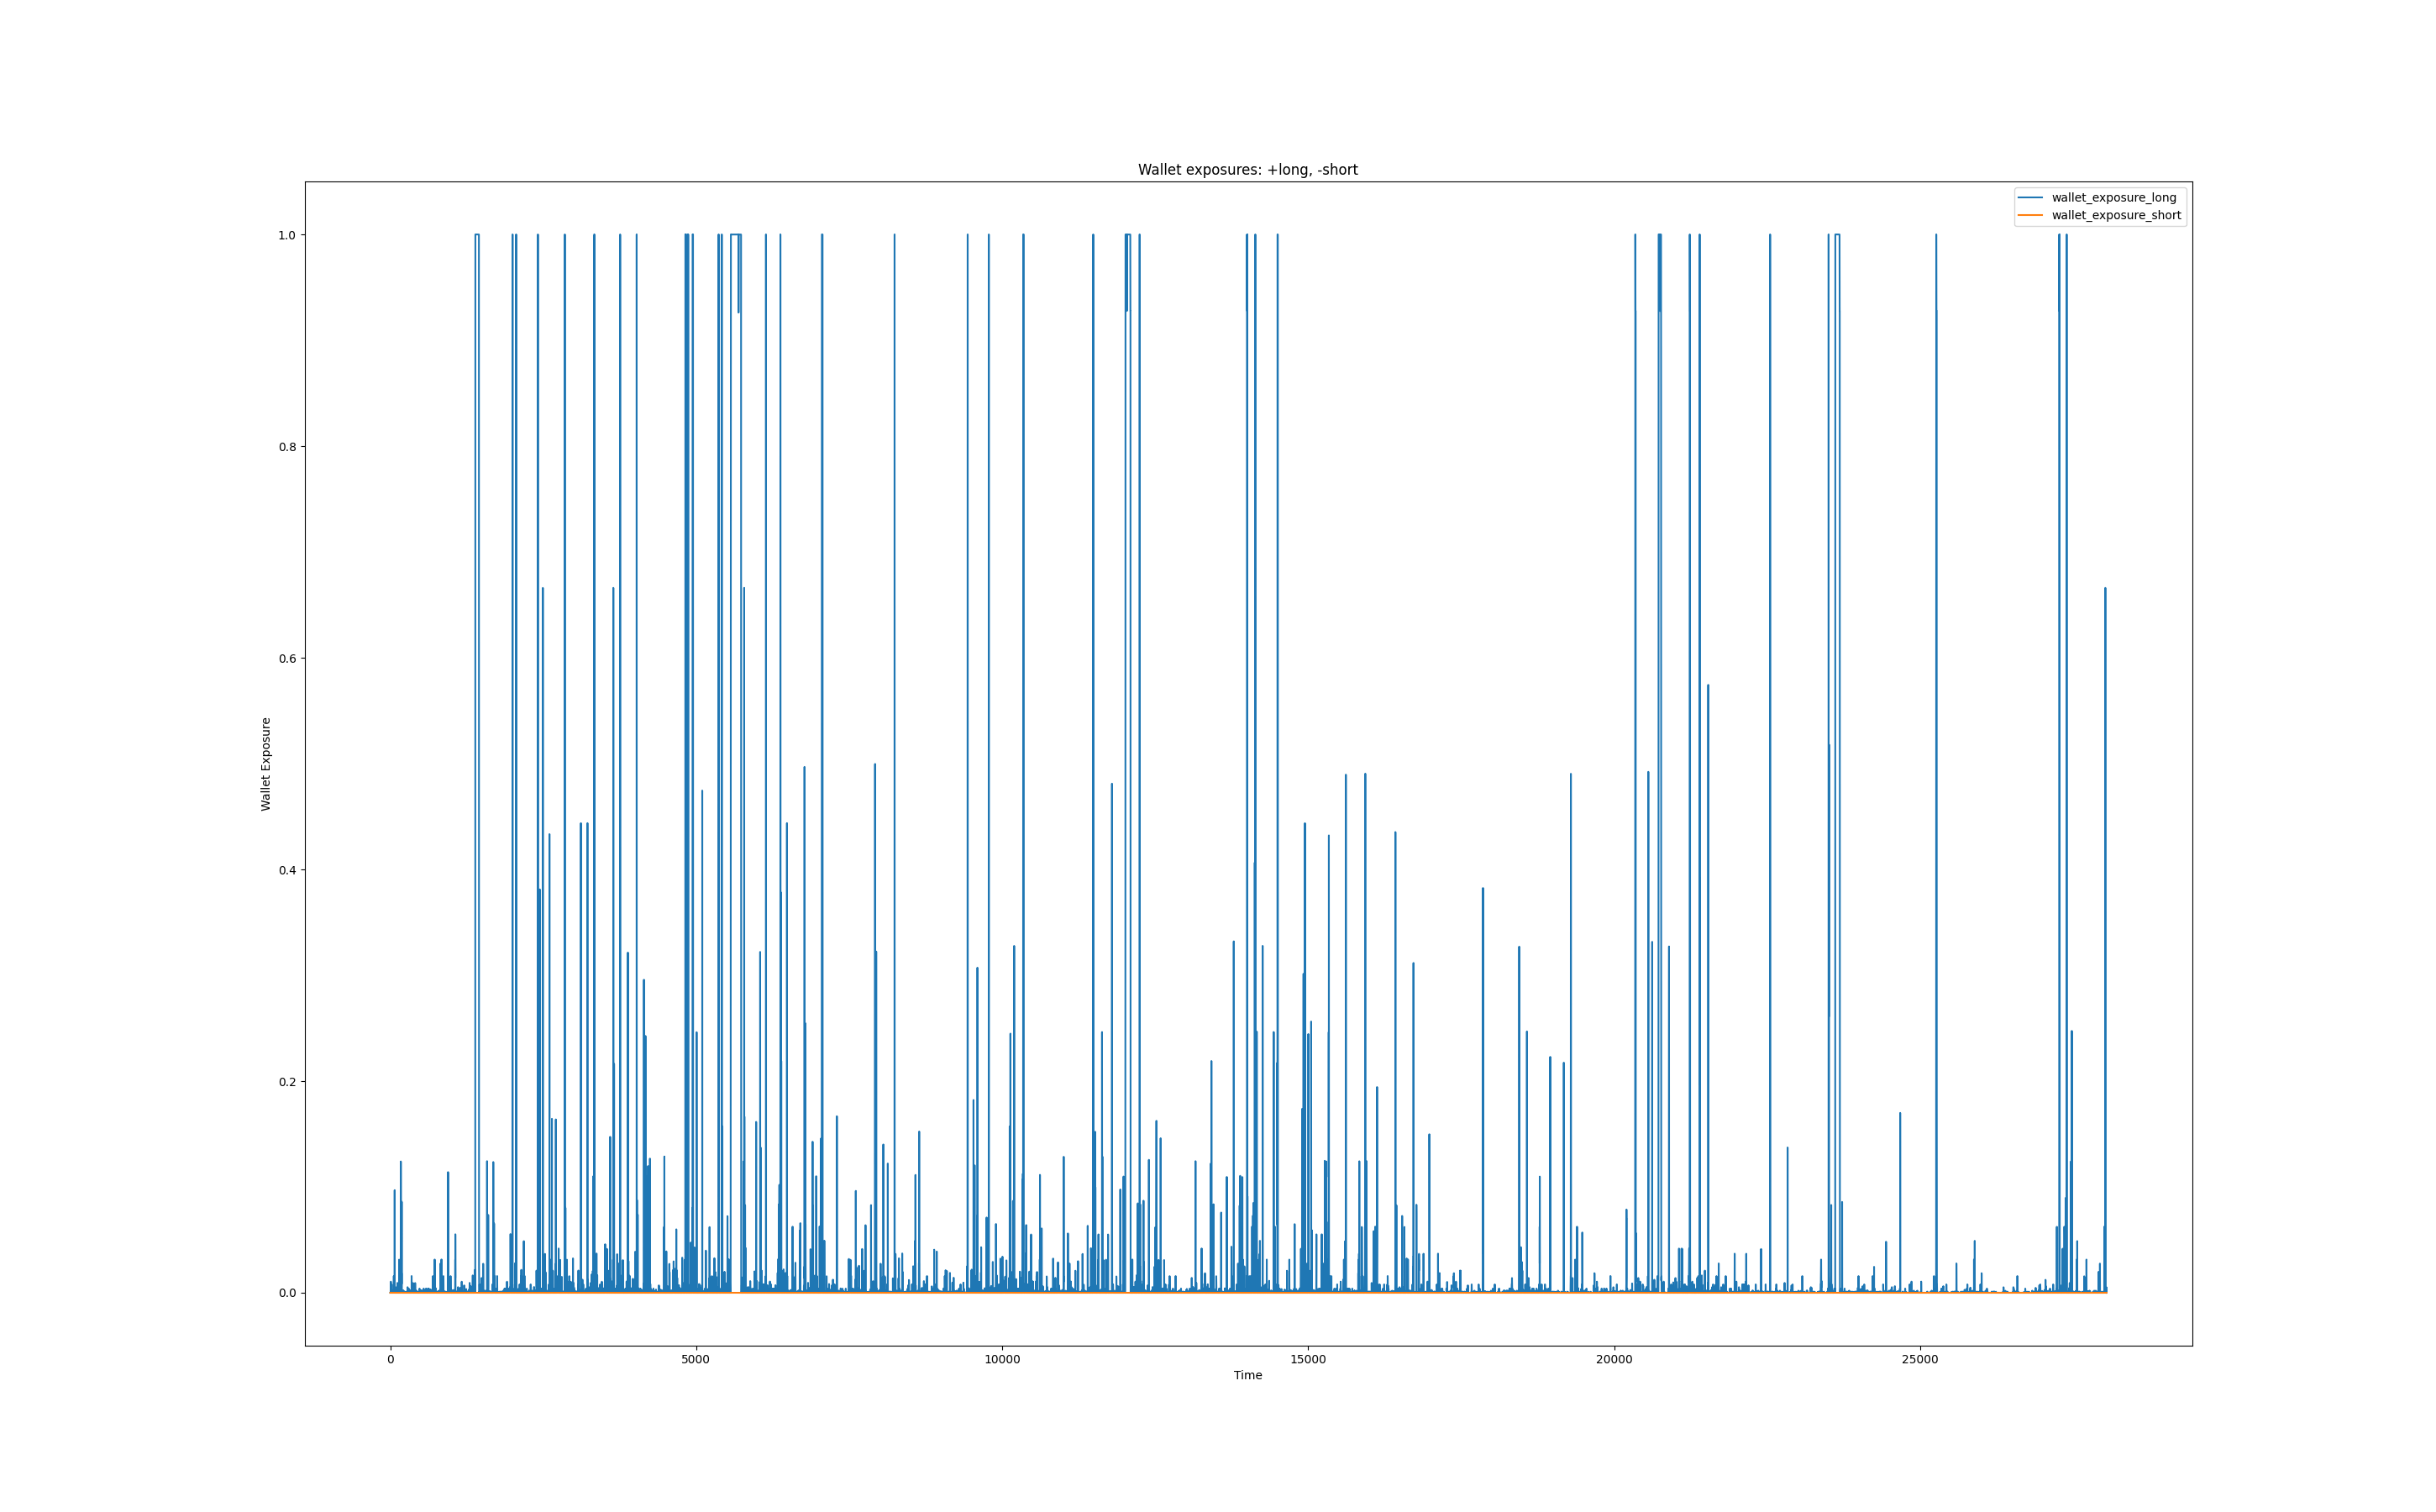 Wallet exposures: +long, -short
wallet_exposure_long
wallet_exposure_short
1.0
0.8
0.6
0.4
0.2
0.0
Wallet Exposure
0 5000 10000 15000 20000 25000
Time